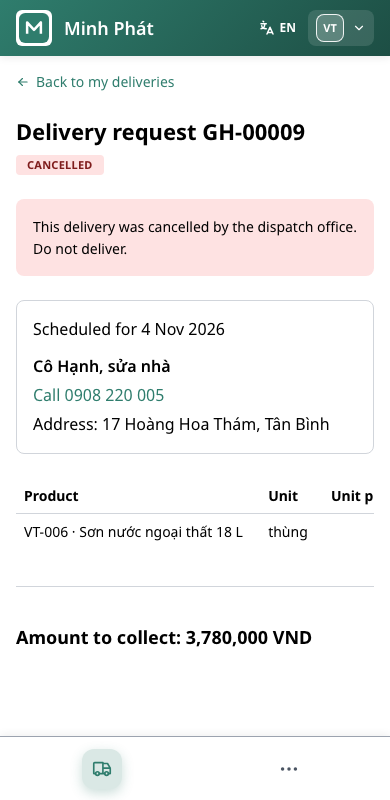 Minh Phát
EN
VT
Back to my deliveries
Delivery request GH-00009
CANCELLED
This delivery was cancelled by the dispatch office.
Do not deliver.
Scheduled for 4 Nov 2026
Cô Hạnh, sửa nhà
Call 0908 220 005
Address: 17 Hoàng Hoa Thám, Tân Bình
Product Unit Unit p
VT-006 · Sơn nước ngoại thất 18 L thùng
Amount to collect: 3,780,000 VND